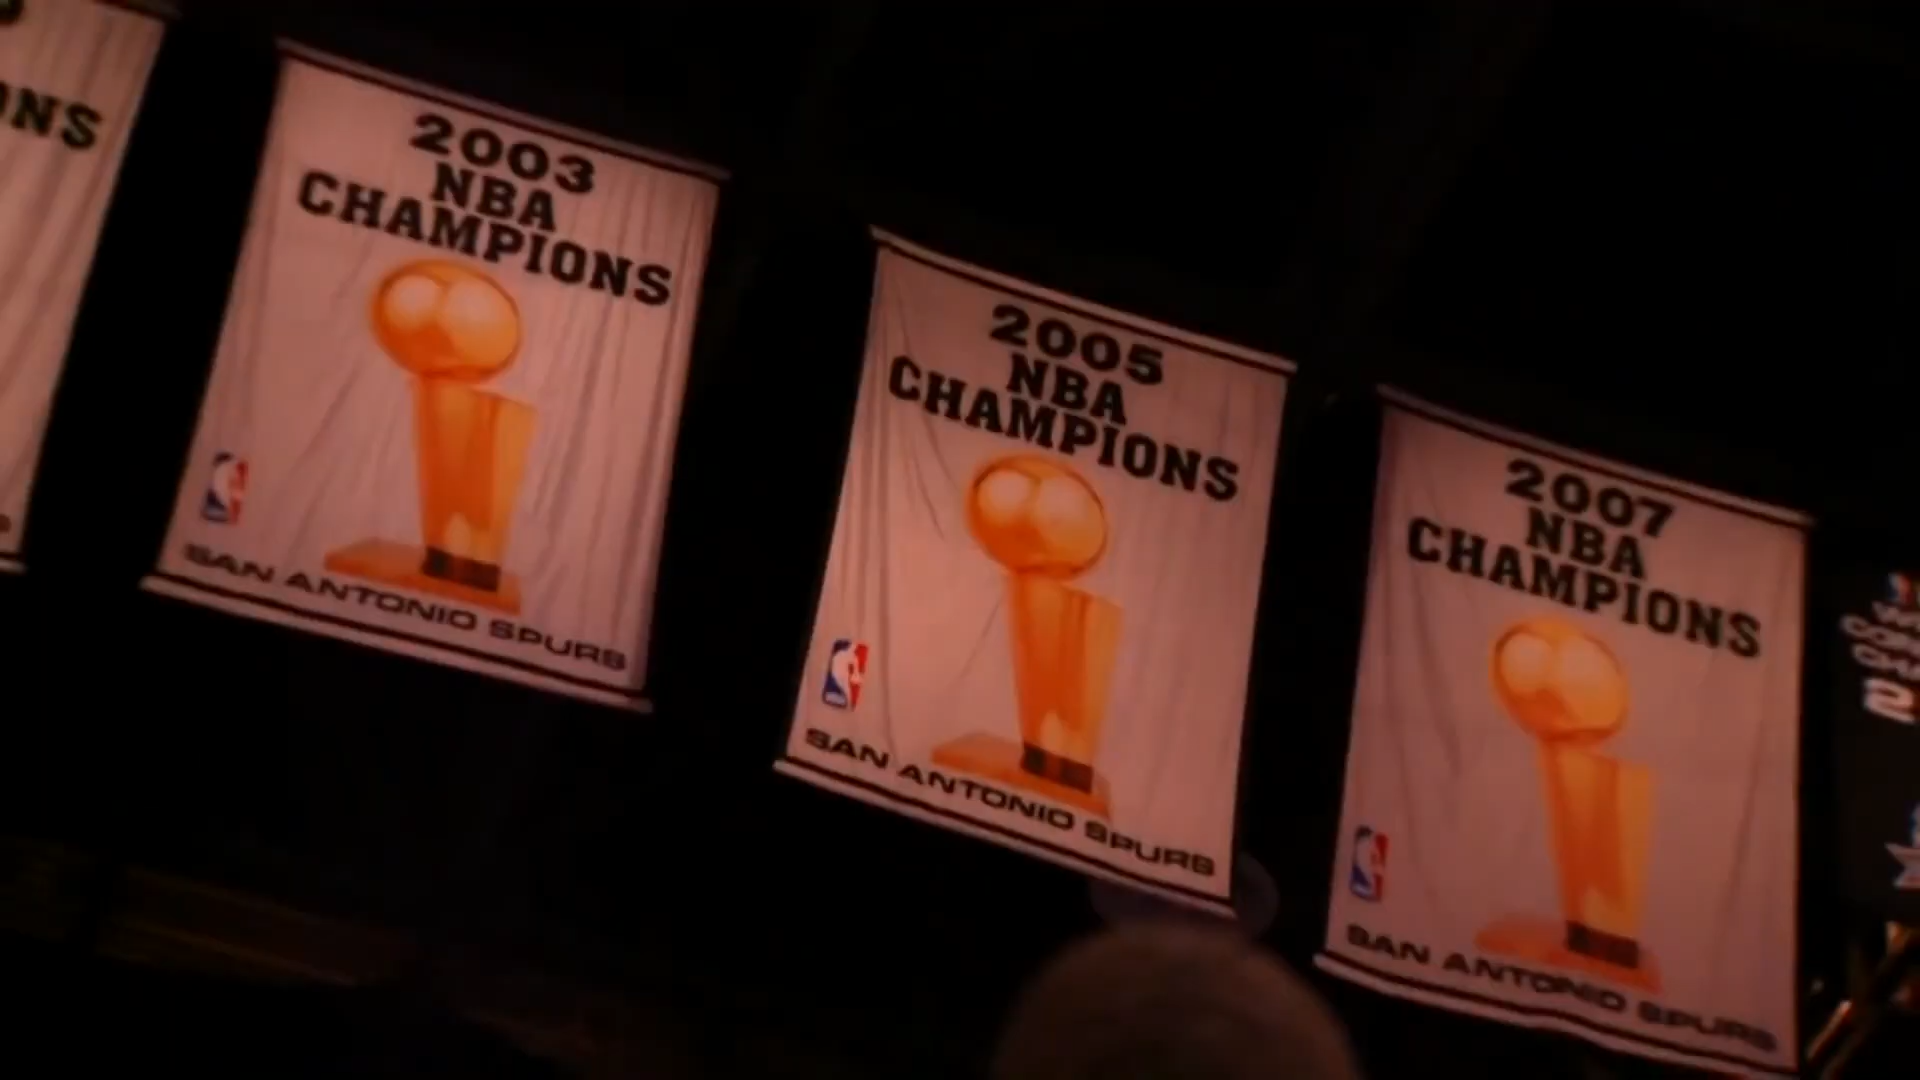 2003
NBA
CHAMPIONS
SAN ANTONIO SPURS
2005
NBA
CHAMPIONS
SAN ANTONIO SPURS
2007
NBA
CHAMPIONS
SAN ANTONIO SPURS